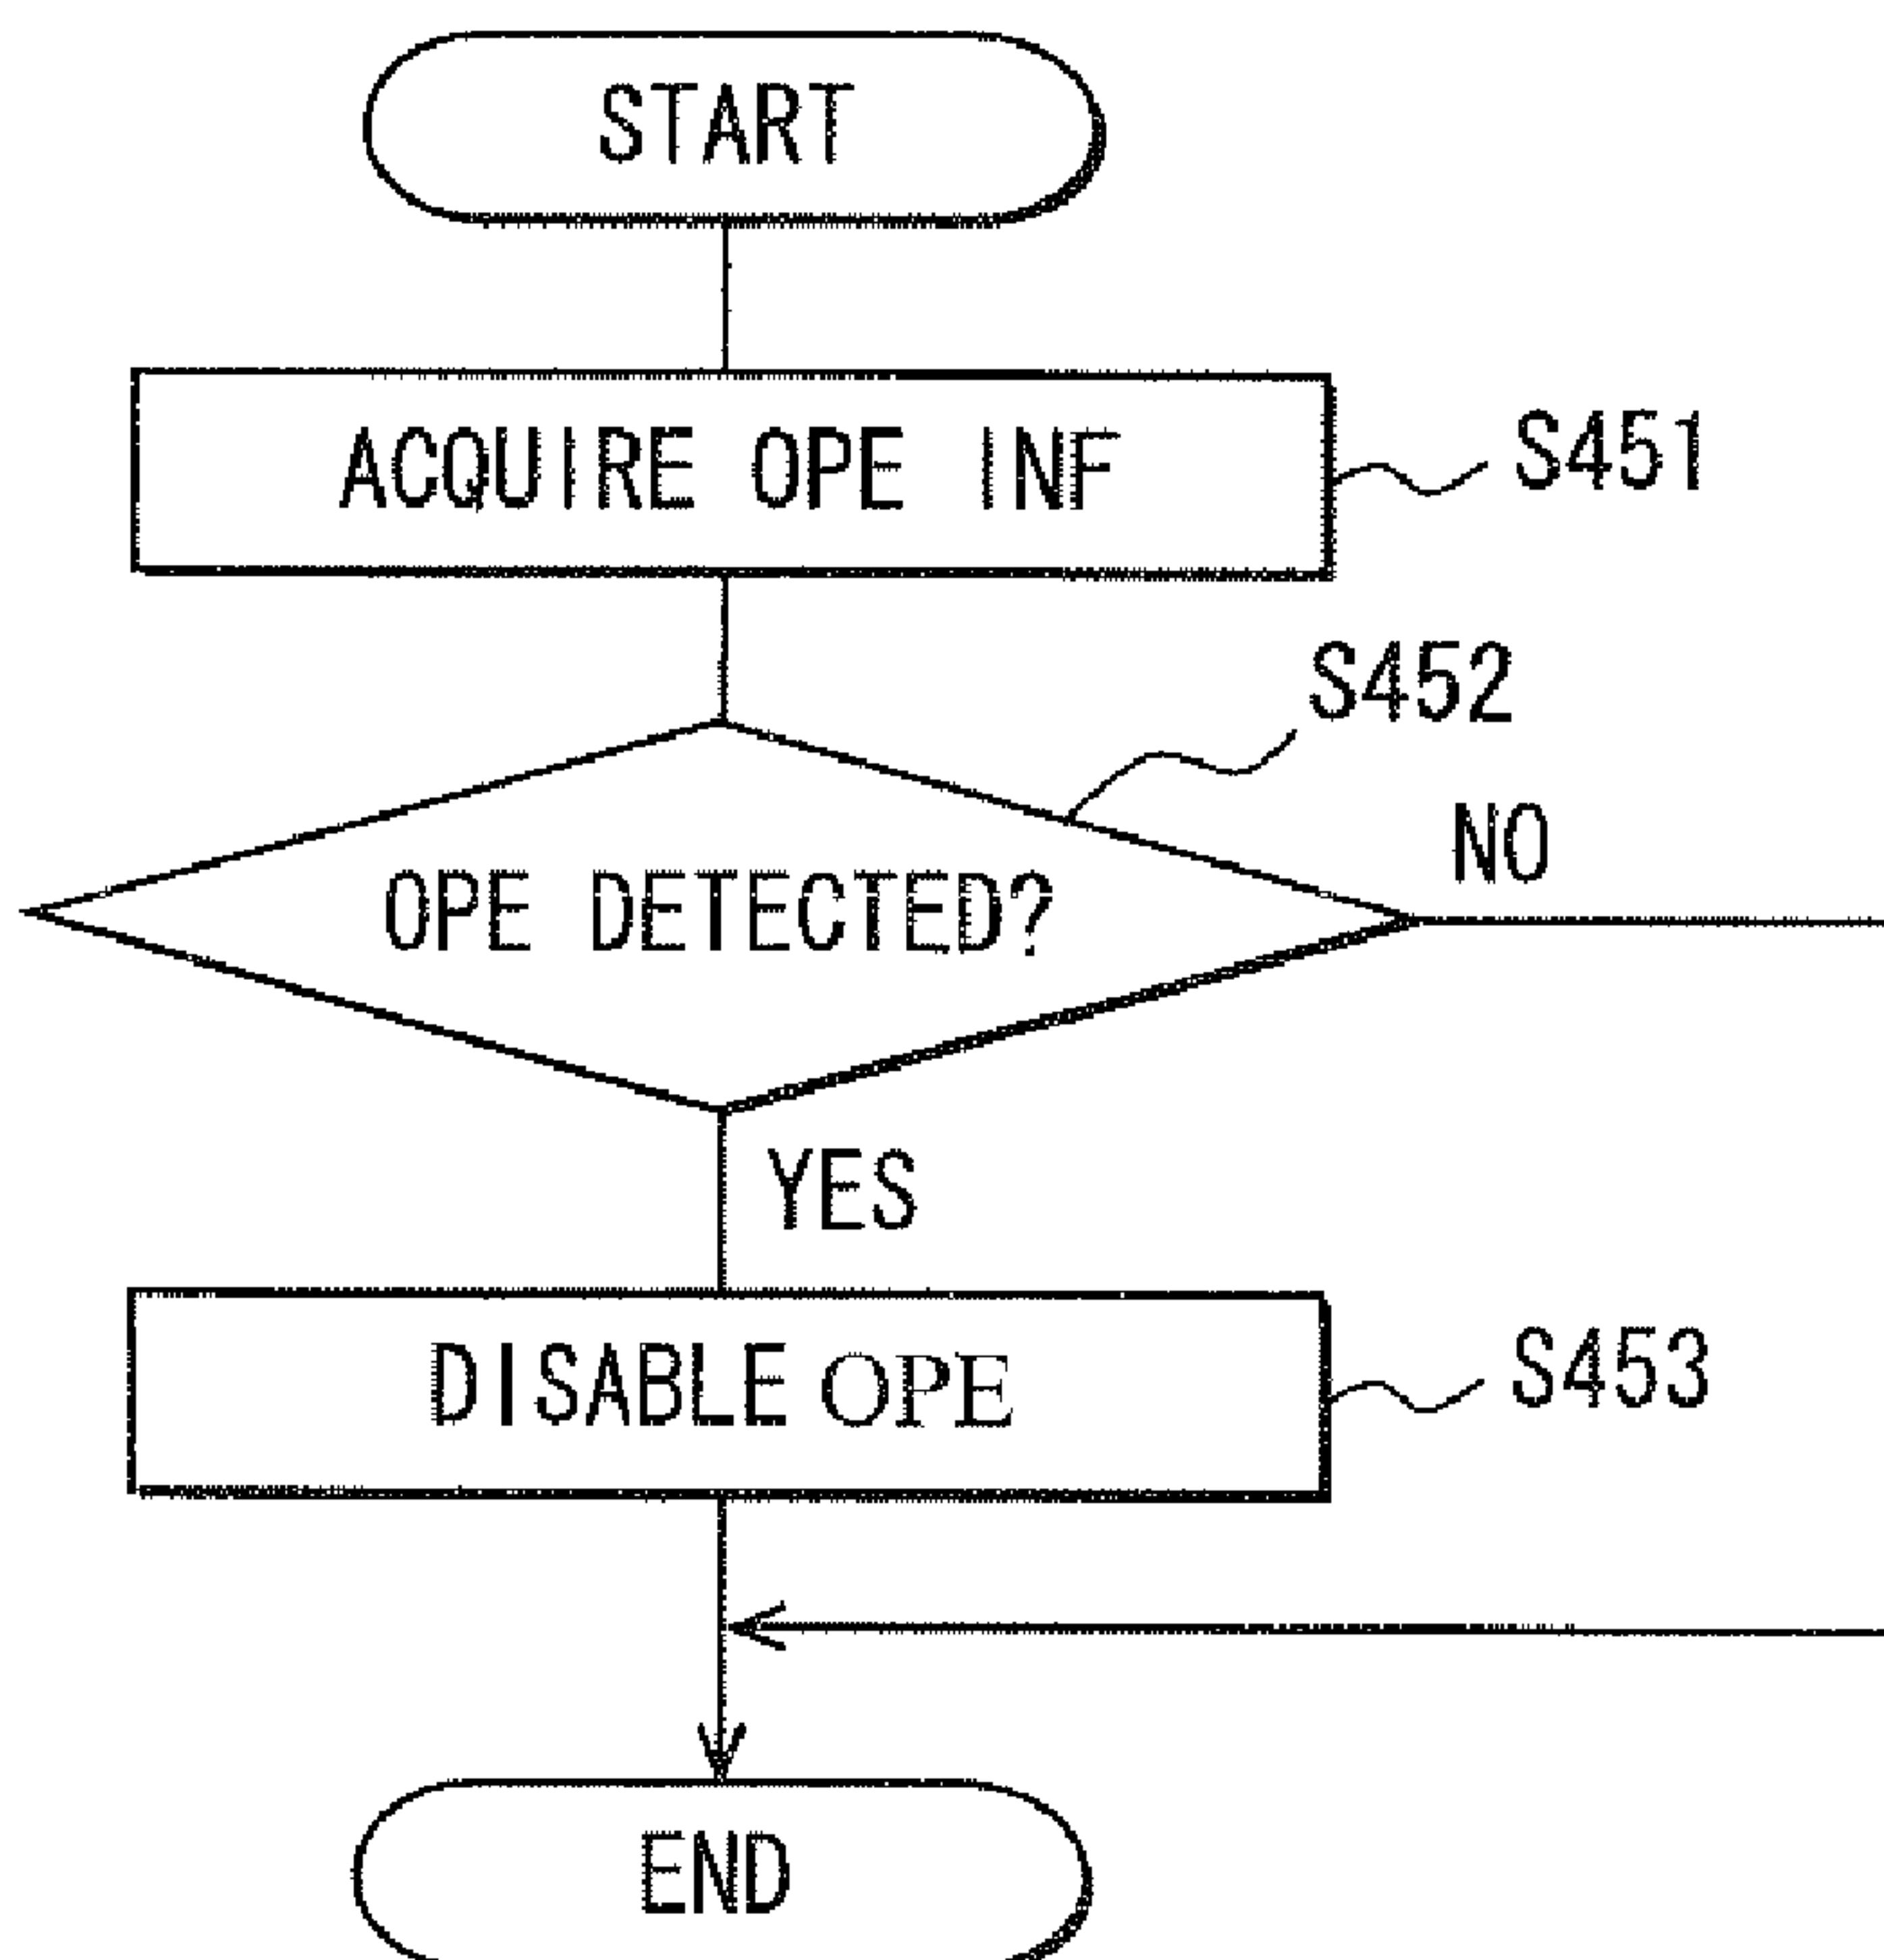 START
ACQUIRE OPE INF
S451
S452
OPE DETECTED?
NO
YES
DISABLE OPE
S453
END